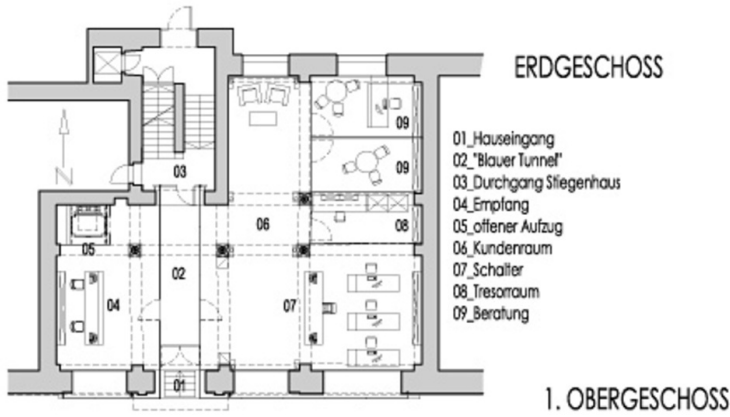 ERDGESCHOSS
01_Hauseingang
02_"Blauer Tunnel"
03_Durchgang Stiegenhaus
04_Empfang
05_offener Aufzug
06_Kundenraum
07_Schalter
08_Tresorraum
09_Beratung
1. OBERGESCHOSS
09
09
03
N
06
08
05
02
04
07
01